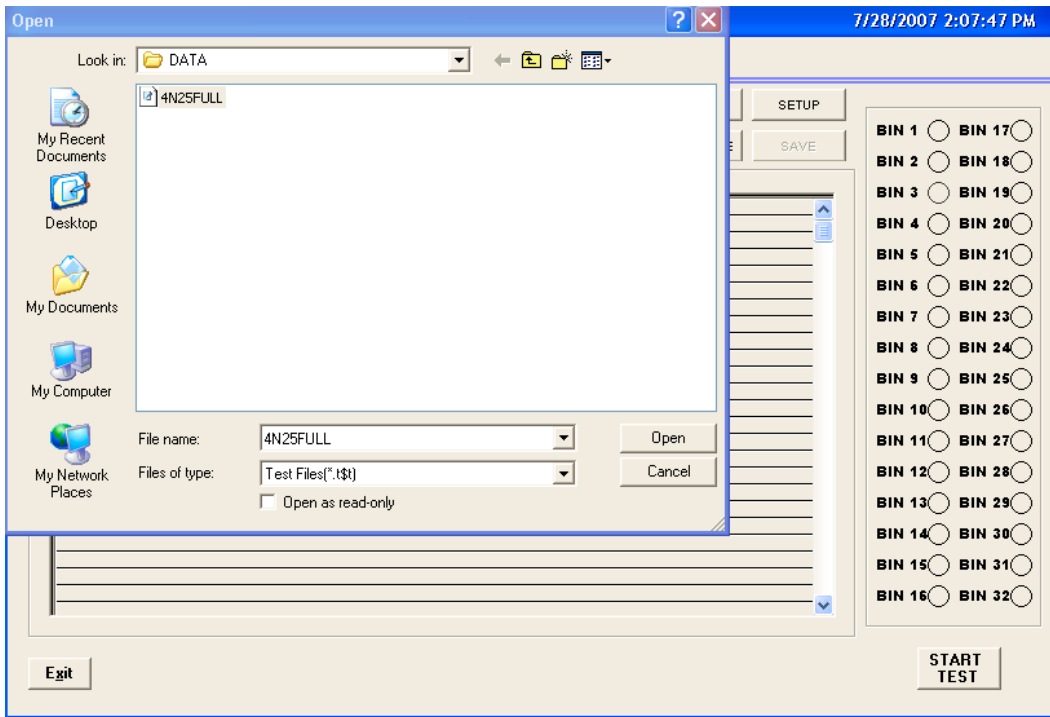 Open
7/28/2007 2:07:47 PM
Look in:
DATA
4N25FULL
My Recent
Documents
Desktop
My Documents
My Computer
My Network
Places
File name:
4N25FULL
Open
Files of type:
Test Files(*.t$t)
Cancel
Open as read-only
SETUP
SAVE
BIN 1 BIN 17
BIN 2 BIN 18
BIN 3 BIN 19
BIN 4 BIN 20
BIN 5 BIN 21
BIN 6 BIN 22
BIN 7 BIN 23
BIN 8 BIN 24
BIN 9 BIN 25
BIN 10 BIN 26
BIN 11 BIN 27
BIN 12 BIN 28
BIN 13 BIN 29
BIN 14 BIN 30
BIN 15 BIN 31
BIN 16 BIN 32
Exit
START
TEST